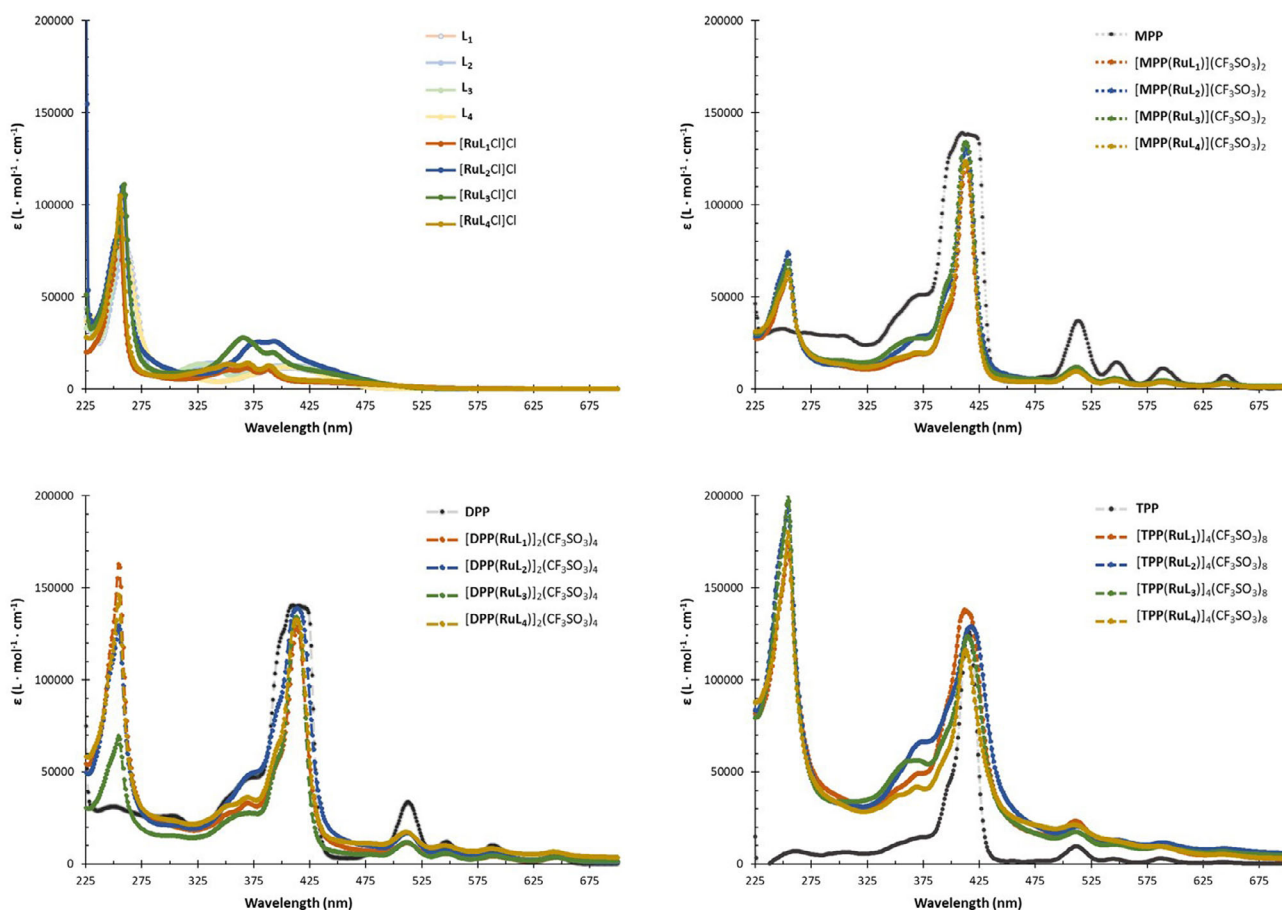 200000
150000
100000
50000
0
225 275 325 375 425 475 525 575 625 675
ε (L · mol⁻¹ · cm⁻¹)
Wavelength (nm)
L₁
L₂
L₃
L₄
[RuL₁Cl]Cl
[RuL₂Cl]Cl
[RuL₃Cl]Cl
[RuL₄Cl]Cl
200000
150000
100000
50000
0
225 275 325 375 425 475 525 575 625 675
ε (L · mol⁻¹ · cm⁻¹)
Wavelength (nm)
MPP
[MPP(RuL₁)](CF₃SO₃)₂
[MPP(RuL₂)](CF₃SO₃)₂
[MPP(RuL₃)](CF₃SO₃)₂
[MPP(RuL₄)](CF₃SO₃)₂
200000
150000
100000
50000
0
225 275 325 375 425 475 525 575 625 675
ε (L · mol⁻¹ · cm⁻¹)
Wavelength (nm)
DPP
[DPP(RuL₁)]₂(CF₃SO₃)₄
[DPP(RuL₂)]₂(CF₃SO₃)₄
[DPP(RuL₃)]₂(CF₃SO₃)₄
[DPP(RuL₄)]₂(CF₃SO₃)₄
200000
150000
100000
50000
0
225 275 325 375 425 475 525 575 625 675
ε (L · mol⁻¹ · cm⁻¹)
Wavelength (nm)
TPP
[TPP(RuL₁)]₄(CF₃SO₃)₈
[TPP(RuL₂)]₄(CF₃SO₃)₈
[TPP(RuL₃)]₄(CF₃SO₃)₈
[TPP(RuL₄)]₄(CF₃SO₃)₈